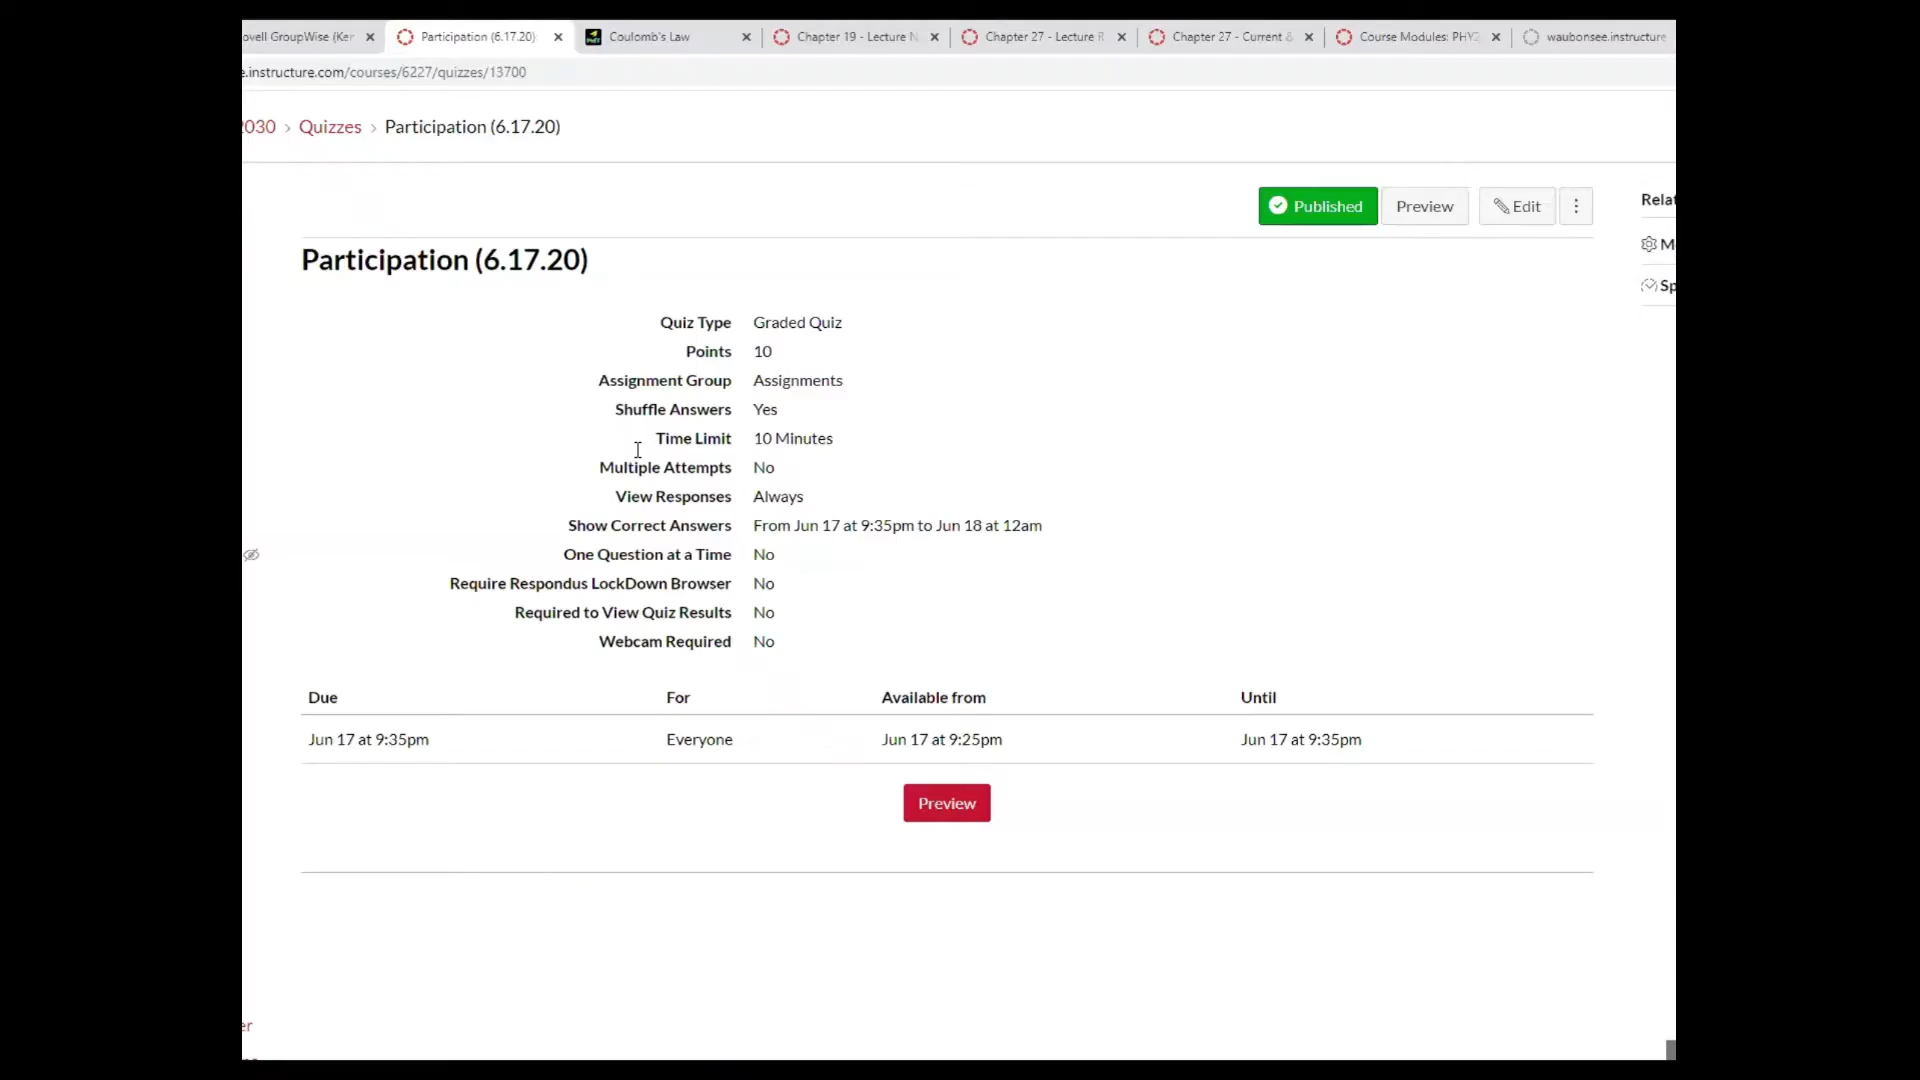 ovell GroupWise (Ker Participation (6.17.20) Coulomb's Law Chapter 19 - Lecture N Chapter 27 - Lecture R Chapter 27 - Current & Course Modules: PHY2 waubonsee.instructure
e.instructure.com/courses/6227/quizzes/13700
2030 > Quizzes > Participation (6.17.20)
Published Preview Edit
Relat
M
Sp
Participation (6.17.20)
Quiz Type Graded Quiz
Points 10
Assignment Group Assignments
Shuffle Answers Yes
Time Limit 10 Minutes
Multiple Attempts No
View Responses Always
Show Correct Answers From Jun 17 at 9:35pm to Jun 18 at 12am
One Question at a Time No
Require Respondus LockDown Browser No
Required to View Quiz Results No
Webcam Required No
Due For Available from Until
Jun 17 at 9:35pm Everyone Jun 17 at 9:25pm Jun 17 at 9:35pm
Preview
er